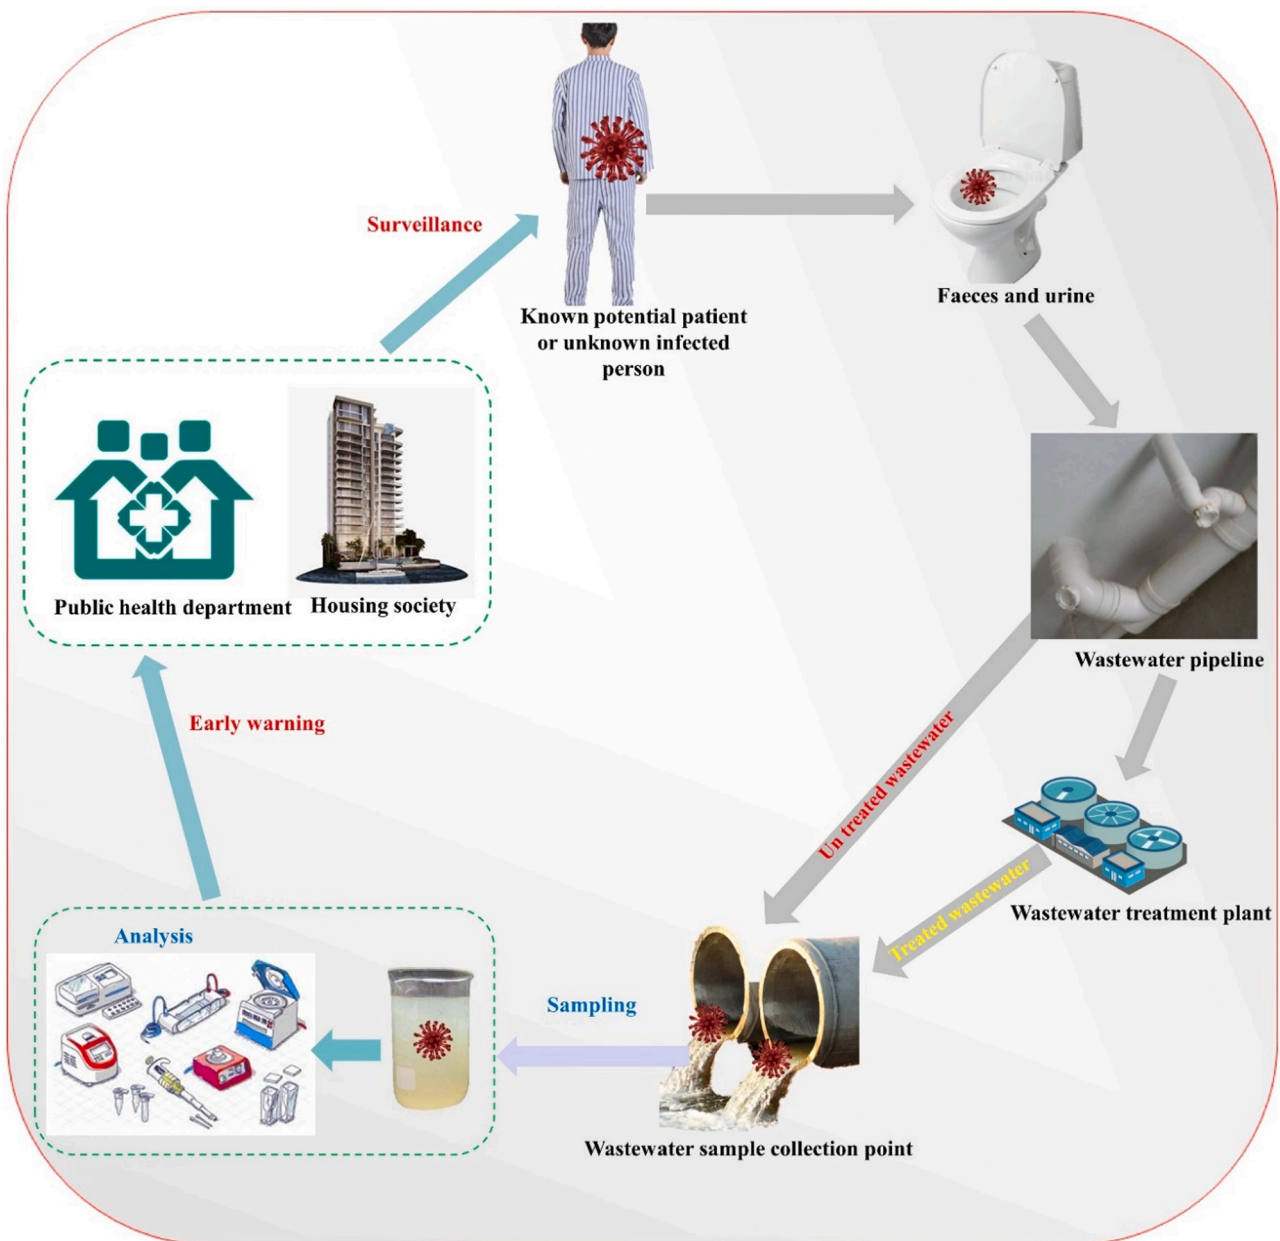 Surveillance
Known potential patient
or unknown infected
person
Faeces and urine
Public health department
Housing society
Wastewater pipeline
Early warning
Un treated wastewater
Treated wastewater
Wastewater treatment plant
Analysis
Sampling
Wastewater sample collection point